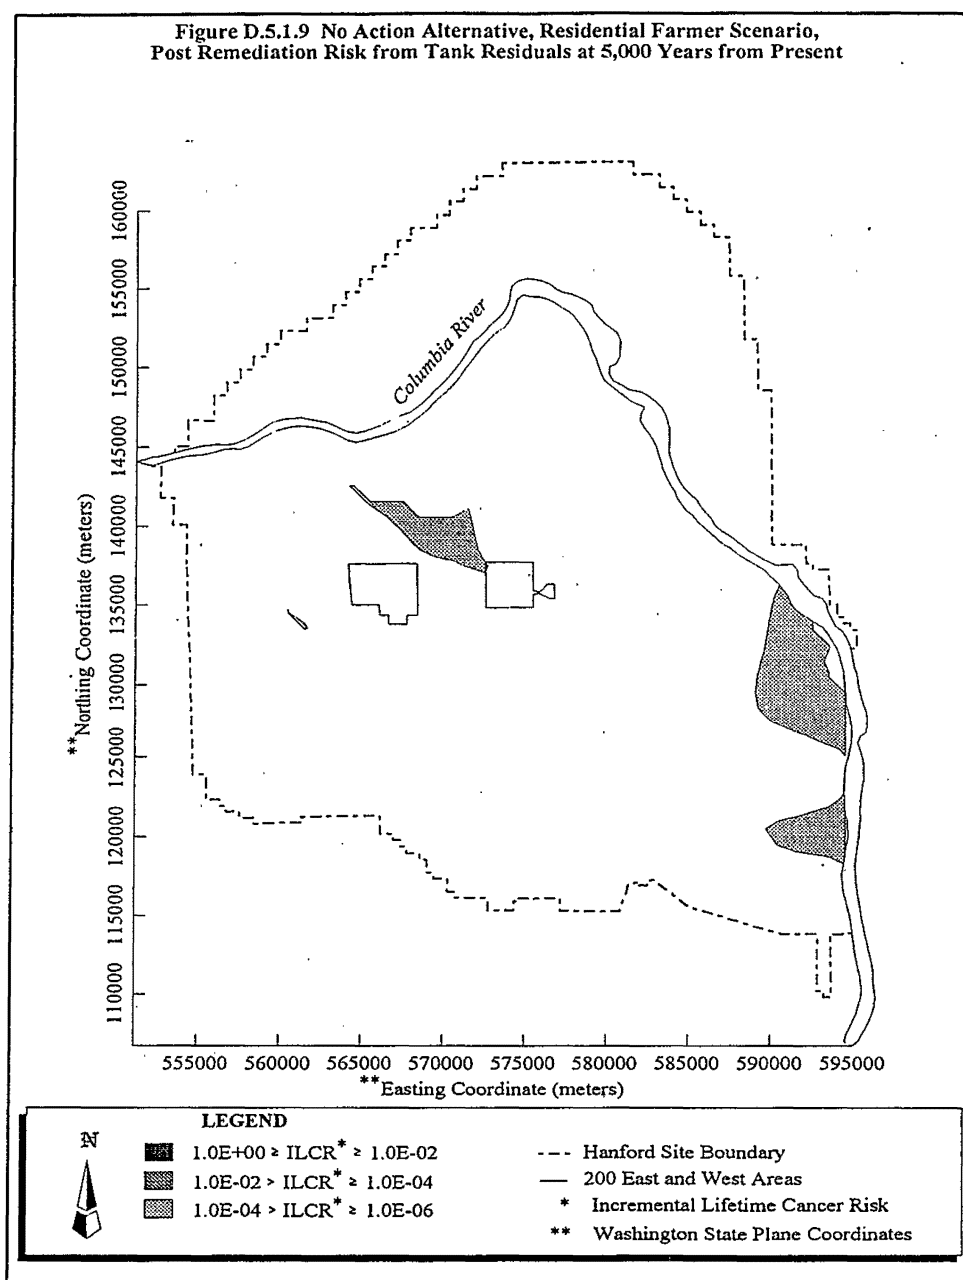 Figure D.5.1.9 No Action Alternative, Residential Farmer Scenario,
Post Remediation Risk from Tank Residuals at 5,000 Years from Present
Columbia River
**Northing Coordinate (meters)
160000
155000
150000
145000
140000
135000
130000
125000
120000
115000
110000
555000 560000 565000 570000 575000 580000 585000 590000 595000
**Easting Coordinate (meters)
LEGEND
N
1.0E+00 ≥ ILCR* ≥ 1.0E-02
1.0E-02 > ILCR* ≥ 1.0E-04
1.0E-04 > ILCR* ≥ 1.0E-06
Hanford Site Boundary
200 East and West Areas
* Incremental Lifetime Cancer Risk
** Washington State Plane Coordinates